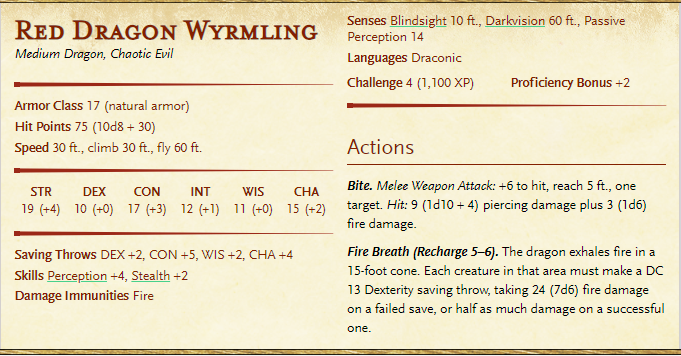 Red Dragon Wyrmling
Medium Dragon, Chaotic Evil
Armor Class 17 (natural armor)
Hit Points 75 (10d8 + 30)
Speed 30 ft., climb 30 ft., fly 60 ft.
STR DEX CON INT WIS CHA
19 (+4) 10 (+0) 17 (+3) 12 (+1) 11 (+0) 15 (+2)
Saving Throws DEX +2, CON +5, WIS +2, CHA +4
Skills Perception +4, Stealth +2
Damage Immunities Fire
Senses Blindsight 10 ft., Darkvision 60 ft., Passive
Perception 14
Languages Draconic
Challenge 4 (1,100 XP) Proficiency Bonus +2
Actions
Bite. Melee Weapon Attack: +6 to hit, reach 5 ft., one
target. Hit: 9 (1d10 + 4) piercing damage plus 3 (1d6)
fire damage.
Fire Breath (Recharge 5–6). The dragon exhales fire in a
15-foot cone. Each creature in that area must make a DC
13 Dexterity saving throw, taking 24 (7d6) fire damage
on a failed save, or half as much damage on a successful
one.